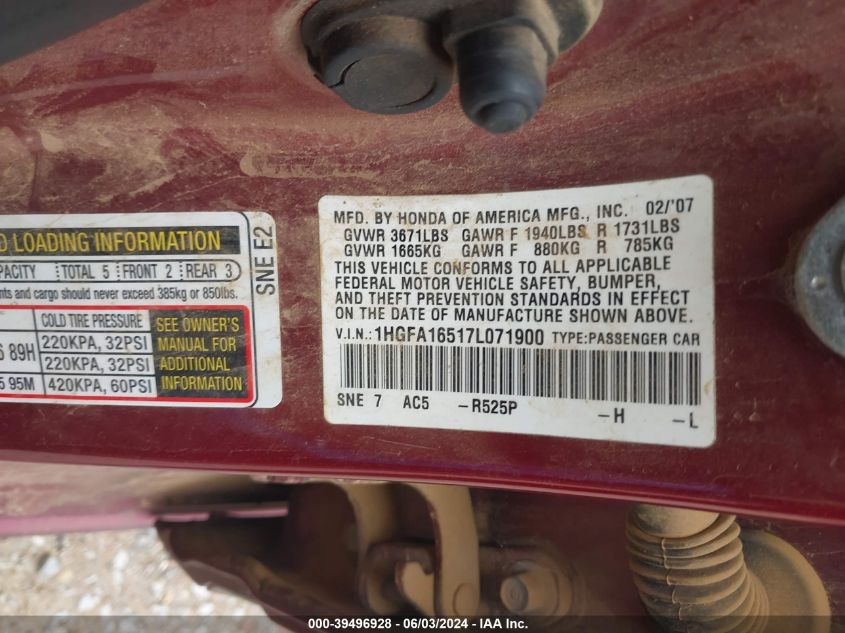 D LOADING INFORMATION
PACITY TOTAL 5 FRONT 2 REAR 3
nts and cargo should never exceed 385kg or 850lbs.
COLD TIRE PRESSURE
S 89H 220KPA, 32PSI
220KPA, 32PSI
5 95M 420KPA, 60PSI
SEE OWNER'S
MANUAL FOR
ADDITIONAL
INFORMATION
SNE E2
MFD. BY HONDA OF AMERICA MFG., INC. 02/'07
GVWR 3671LBS GAWR F 1940LBS R 1731LBS
GVWR 1665KG GAWR F 880KG R 785KG
THIS VEHICLE CONFORMS TO ALL APPLICABLE
FEDERAL MOTOR VEHICLE SAFETY, BUMPER,
AND THEFT PREVENTION STANDARDS IN EFFECT
ON THE DATE OF MANUFACTURE SHOWN ABOVE.
V.I.N.: 1HGFA16517L071900 TYPE:PASSENGER CAR
SNE 7 AC5 -R525P -H -L
000-39496928 - 06/03/2024 - IAA Inc.